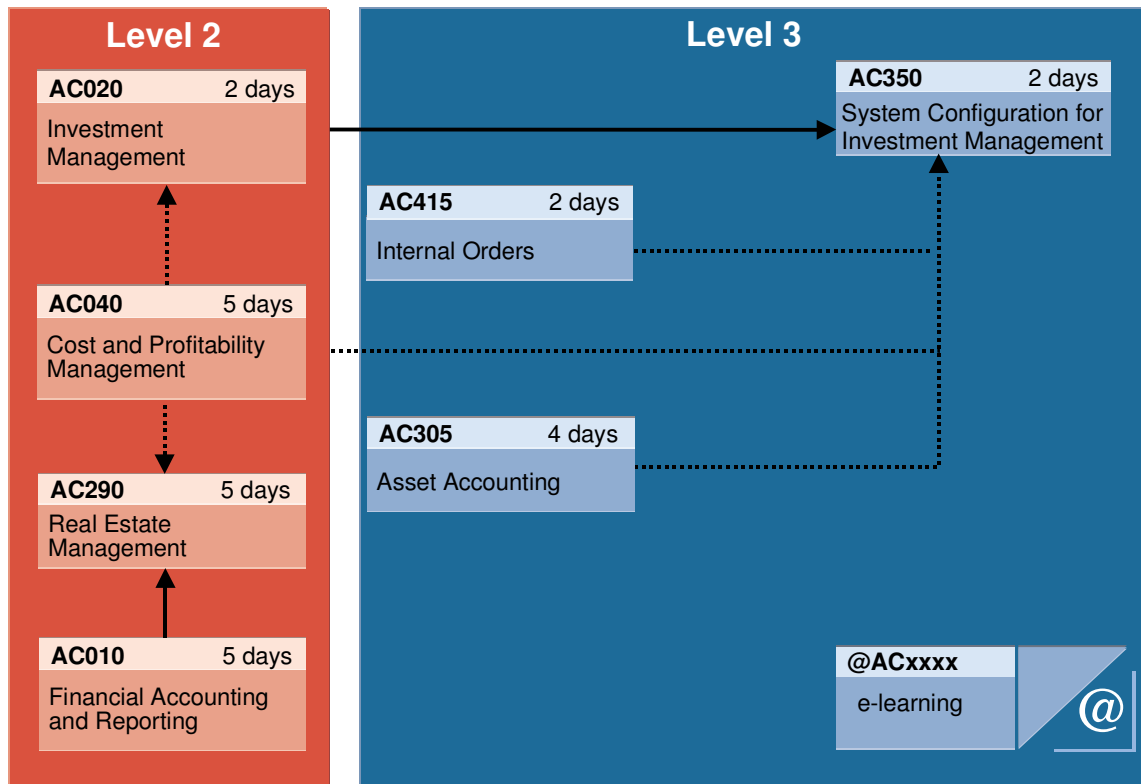 Level 2
AC020 2 days
Investment
Management
AC040 5 days
Cost and Profitability
Management
AC290 5 days
Real Estate
Management
AC010 5 days
Financial Accounting
and Reporting
Level 3
AC350 2 days
System Configuration for
Investment Management
AC415 2 days
Internal Orders
AC305 4 days
Asset Accounting
@ACxxxx
e-learning
@